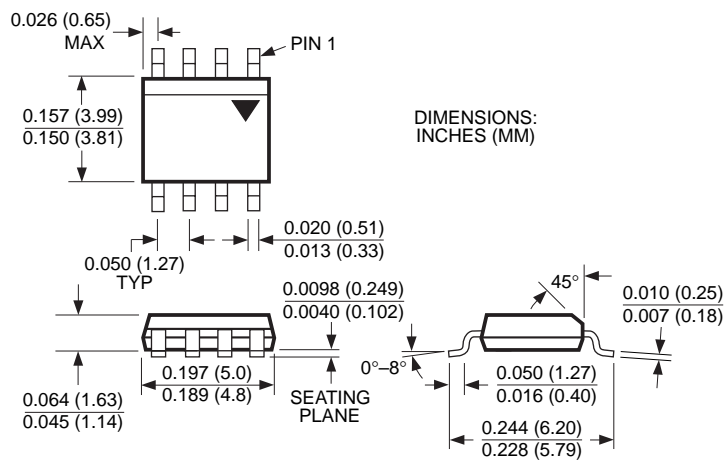 0.026 (0.65)
MAX
PIN 1
0.157 (3.99)
0.150 (3.81)
DIMENSIONS:
INCHES (MM)
0.020 (0.51)
0.013 (0.33)
0.050 (1.27)
TYP
0.0098 (0.249)
0.0040 (0.102)
45°
0.010 (0.25)
0.007 (0.18)
0°–8°
0.064 (1.63)
0.045 (1.14)
0.197 (5.0)
0.189 (4.8)
SEATING
PLANE
0.050 (1.27)
0.016 (0.40)
0.244 (6.20)
0.228 (5.79)